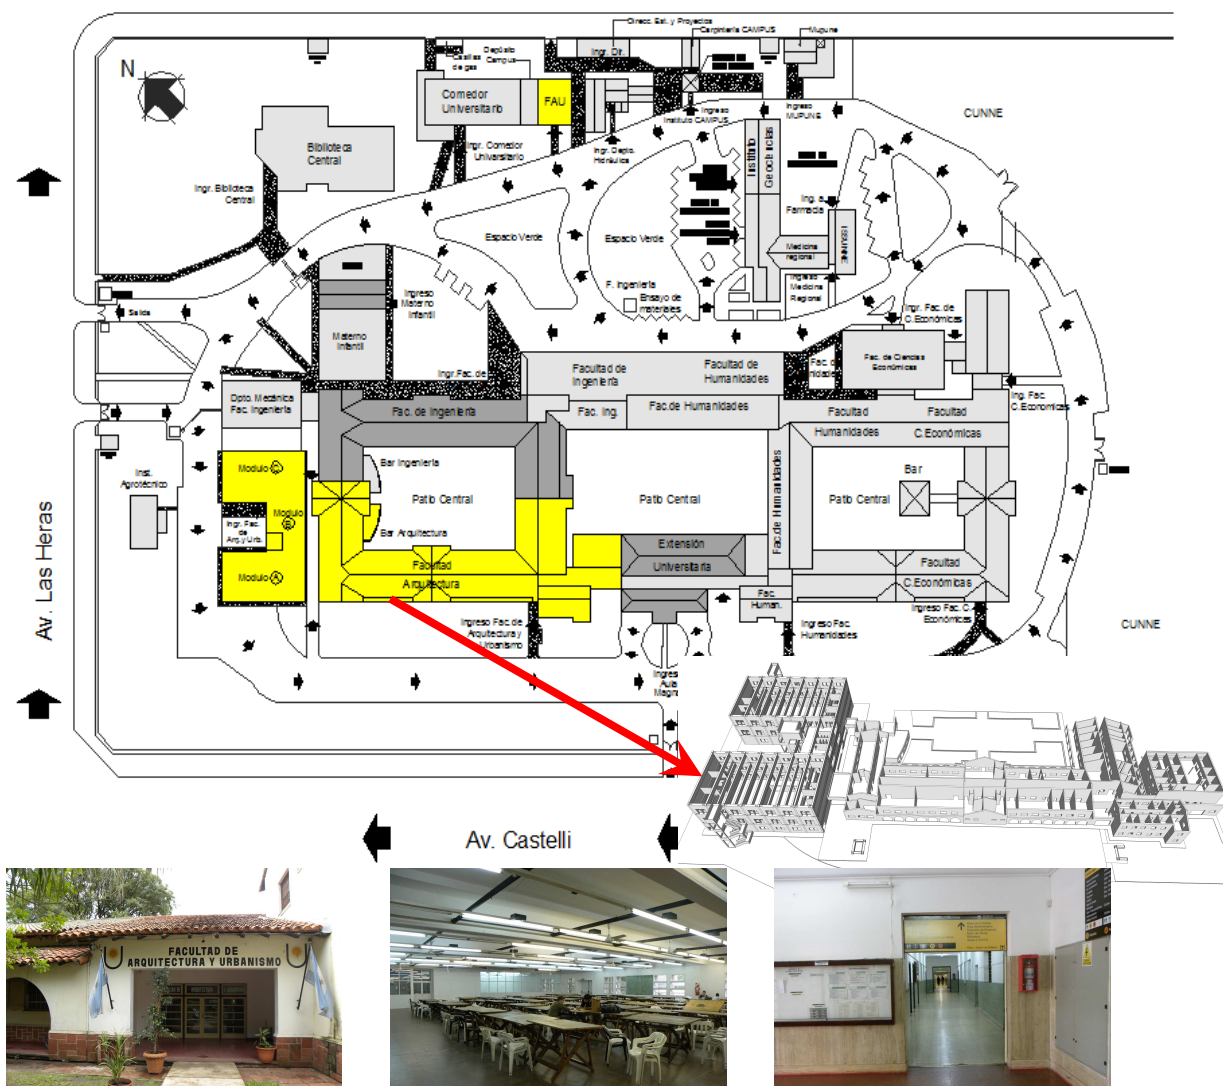 Direcc. Est. y Proyectos
Carpintería CAMPUS
Mupune
Ingr. Dir.
Depósito
Campus
Casillas
de gas
N
Comedor
Universitario
FAU
Ingreso
Instituto CAMPUS
Ingreso
MUPUNE
CUNNE
Biblioteca
Central
Ingr. Comedor
Universitario
Ingr. Depto.
Hidráulica
Instituto
Geociencias
Ingr. Biblioteca
Central
Ing. a
Farmacia
ISSUNNE
Espacio Verde
Espacio Verde
Medicina
regional
F. Ingeniería
Ensayo de
materiales
Ingreso
Medicina
Regional
Ingreso
Materno
Infantil
Salida
Ingr. Fac. de
C.Económicas
Materno
Infantil
Ingr.Fac. de
Facultad de
Ingeniería
Facultad de
Humanidades
Fac. de Ciencias
Económicas
Dpto. Mecánica
Fac. Ingeniería
Fac. de Ingeniería
Fac. Ing.
Fac.de Humanidades
Facultad
Humanidades
Facultad
C.Económicas
Ing. Fac.
C.Economicas
Modulo C
Bar Ingeniería
Inst.
Agrotécnico
Patio Central
Patio Central
Fac.de Humanidades
Bar
Patio Central
Modulo
B
Ingr. Fac.
de
Arq.y Urb.
Bar Arquitectura
Extensión
Universitaria
Facultad
Arquitectura
Modulo A
Facultad
C.Económicas
Fac.
Human.
Av. Las Heras
Ingreso Fac. de
Arquitectura y
Urbanismo
Ingreso Fac.
Humanidades
Ingreso Fac. C.
Económicas
CUNNE
Ingreso
Aula
Magna
Av. Castelli
FACULTAD DE
ARQUITECTURA Y URBANISMO